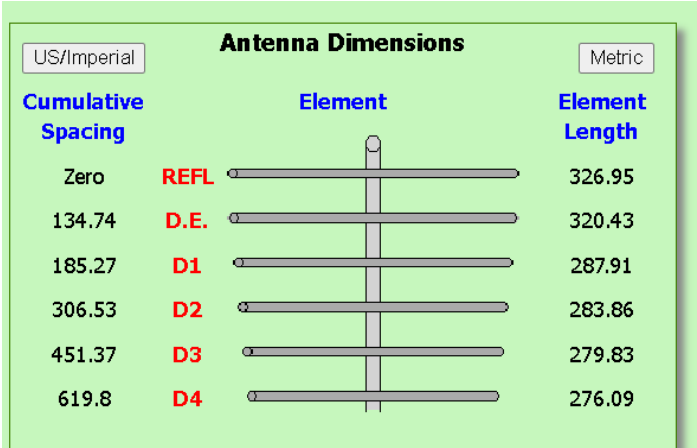 Antenna Dimensions
US/Imperial
Metric
Cumulative Spacing Element Element Length
Zero REFL 326.95
134.74 D.E. 320.43
185.27 D1 287.91
306.53 D2 283.86
451.37 D3 279.83
619.8 D4 276.09